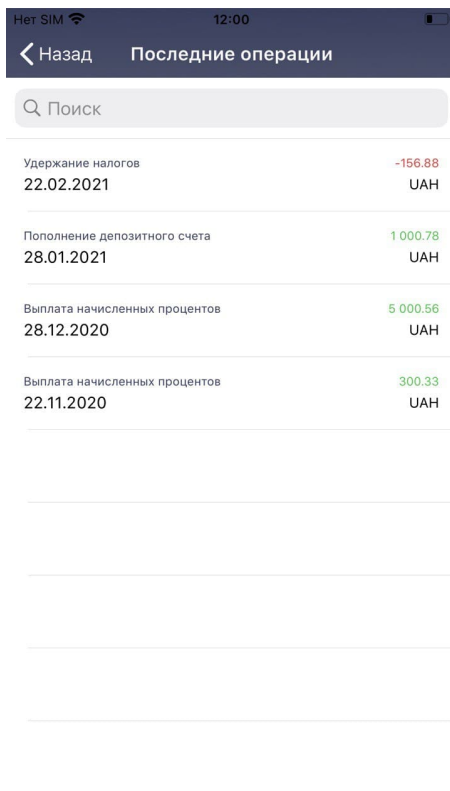 Нет SIM 12:00
Назад Последние операции
Поиск
Удержание налогов -156.88
22.02.2021 UAH
Пополнение депозитного счета 1 000.78
28.01.2021 UAH
Выплата начисленных процентов 5 000.56
28.12.2020 UAH
Выплата начисленных процентов 300.33
22.11.2020 UAH